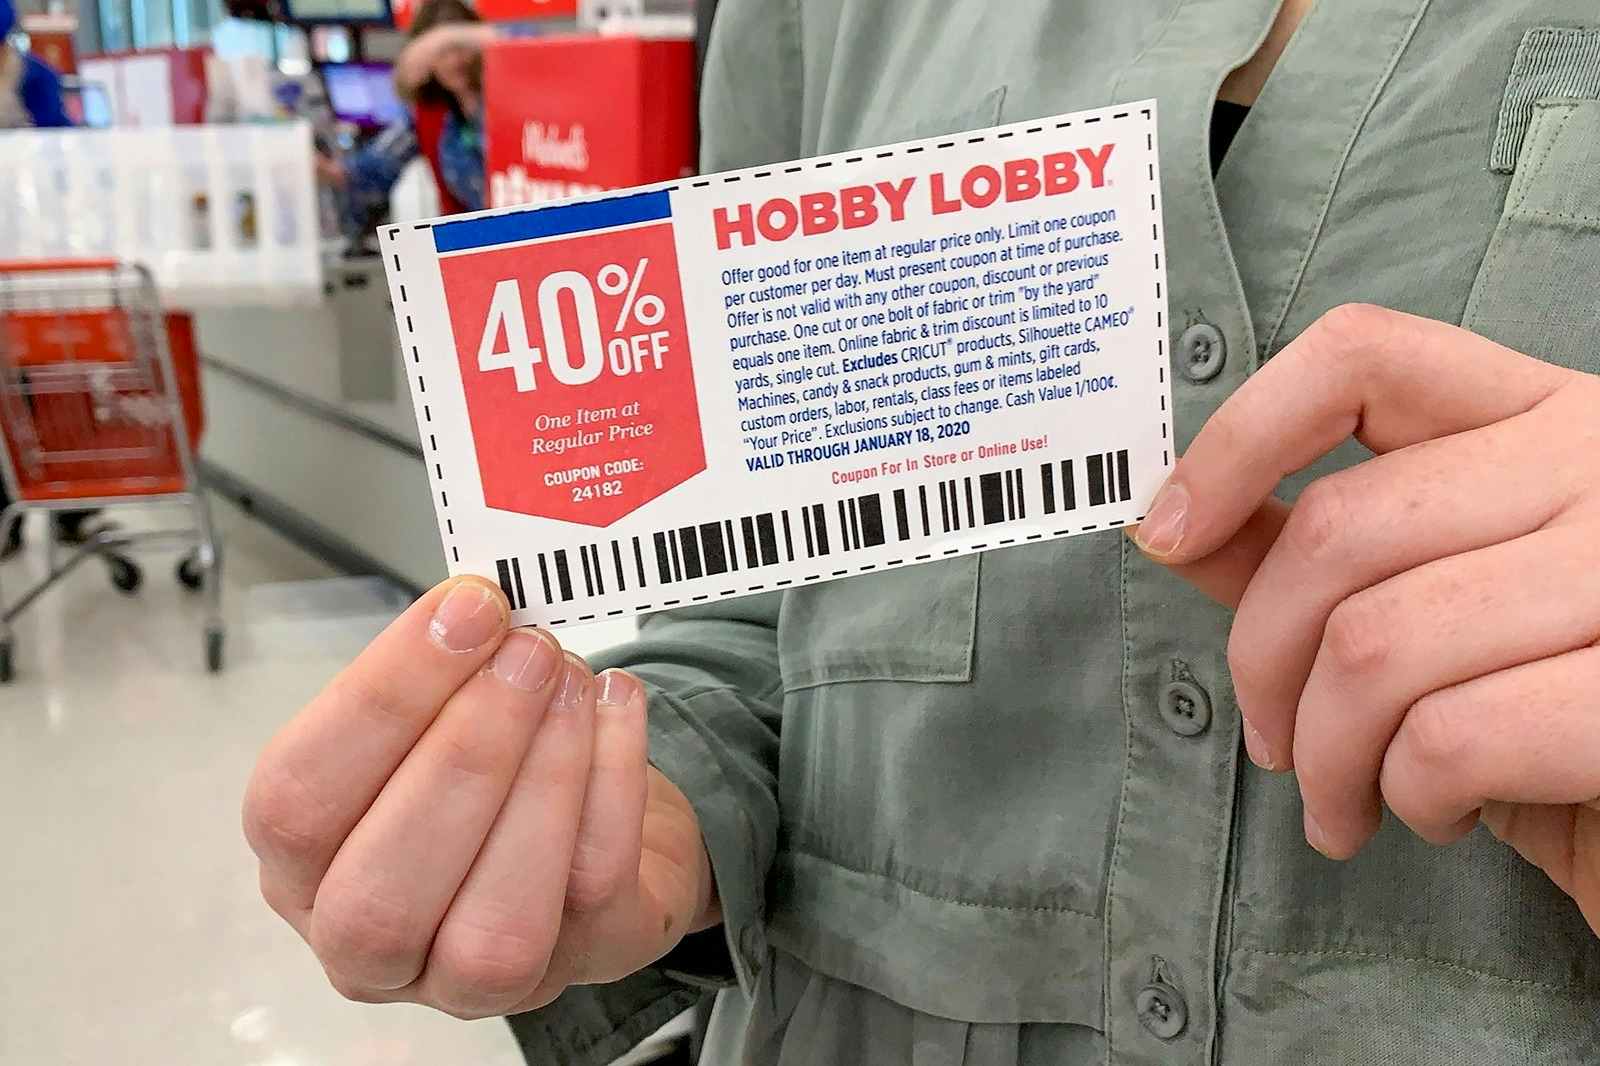 Michaels
40% OFF
One Item at
Regular Price
COUPON CODE:
24182
HOBBY LOBBY®
Offer good for one item at regular price only. Limit one coupon
per customer per day. Must present coupon at time of purchase.
Offer is not valid with any other coupon, discount or previous
purchase. One cut or one bolt of fabric or trim "by the yard"
equals one item. Online fabric & trim discount is limited to 10
yards, single cut. Excludes CRICUT® products, Silhouette CAMEO®
Machines, candy & snack products, gum & mints, gift cards,
custom orders, labor, rentals, class fees or items labeled
"Your Price". Exclusions subject to change. Cash Value 1/100¢.
VALID THROUGH JANUARY 18, 2020
Coupon For In Store or Online Use!